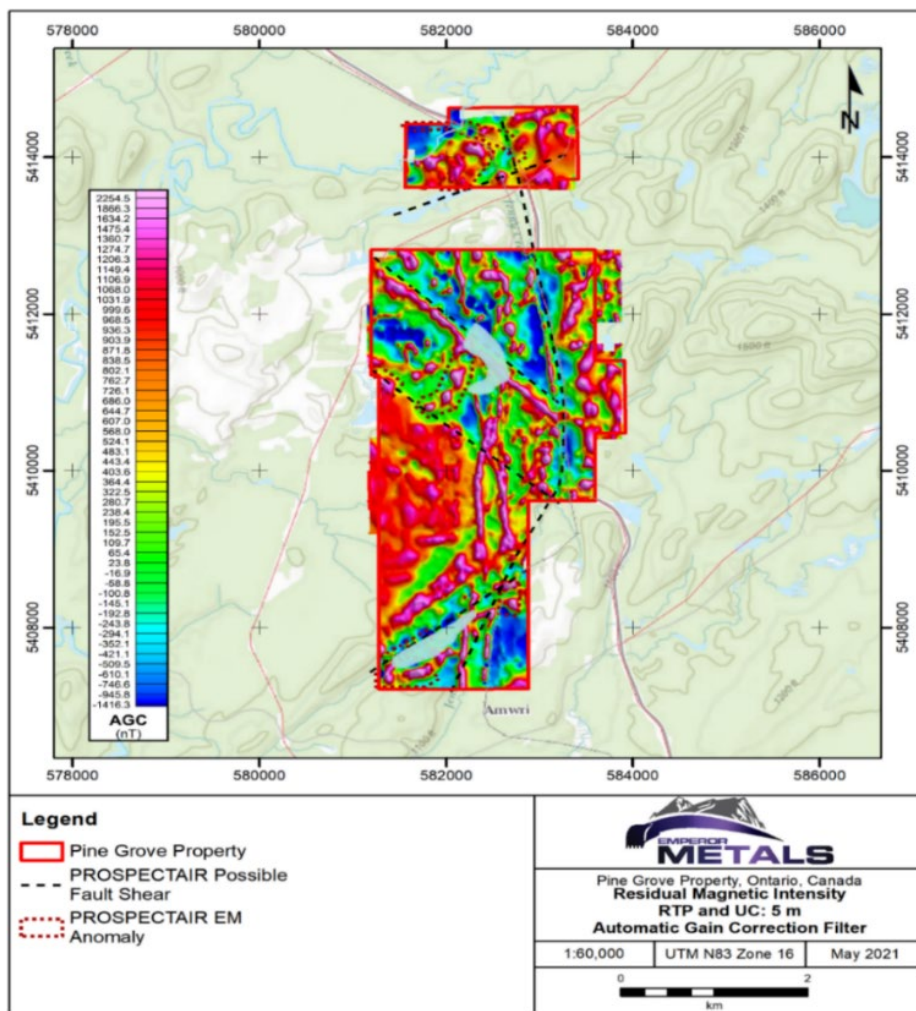 578000 580000 582000 584000 586000
N
5414000 5414000
5412000 5412000
5410000 5410000
5408000 5408000
2254.5
1866.3
1634.2
1475.4
1360.7
1274.7
1206.3
1149.4
1106.9
1068.0
1031.9
999.6
968.5
936.3
903.9
871.8
838.5
802.1
762.7
726.1
686.0
644.7
607.0
568.0
524.1
483.1
443.4
403.6
364.4
322.5
280.7
238.4
195.5
152.5
109.7
65.4
23.8
-16.9
-58.8
-100.8
-145.1
-192.8
-243.8
-294.1
-352.1
-421.1
-509.5
-610.1
-746.6
-945.8
-1416.3
AGC
(nT)
1500 ft
1400 ft
1500 ft
1200 ft
Amwri
578000 580000 582000 584000 586000
Legend
Pine Grove Property
PROSPECTAIR Possible
Fault Shear
PROSPECTAIR EM
Anomaly
EMPEROR
METALS
Pine Grove Property, Ontario, Canada
Residual Magnetic Intensity
RTP and UC: 5 m
Automatic Gain Correction Filter
1:60,000 UTM N83 Zone 16 May 2021
0 2
km